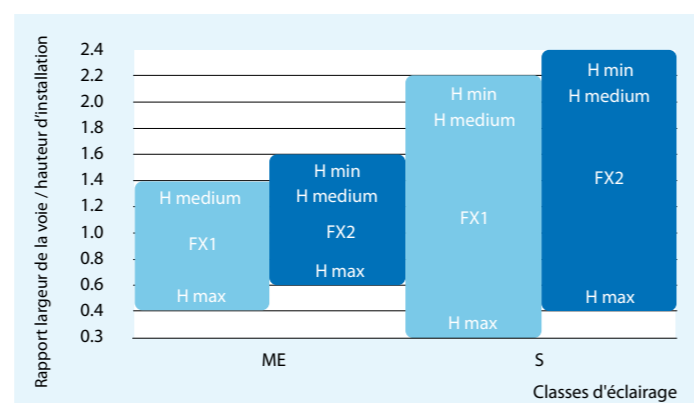 Rapport largeur de la voie / hauteur d'installation
2.4
2.2
2.0
1.8
1.6
1.4
1.2
1.0
0.8
0.6
0.4
0.3
H medium
FX1
H max
H min
H medium
FX2
H max
H min
H medium
FX1
H max
H min
H medium
FX2
H max
ME
S
Classes d'éclairage